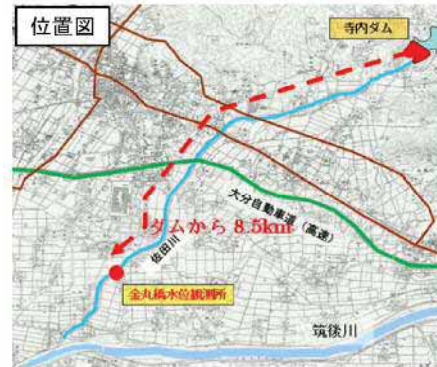 位置図
寺内ダム
大分自動車道（高速）
ダムから 8.5km
佐田川
金丸橋水位観測所
筑後川